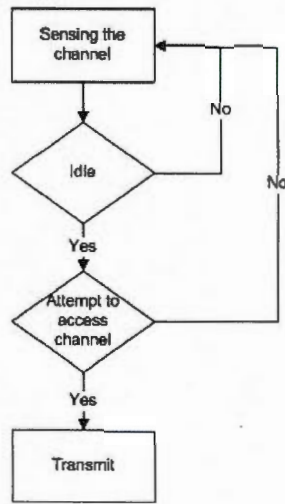 Sensing the
channel
No
Idle
No
Yes
Attempt to
access
channel
Yes
Transmit